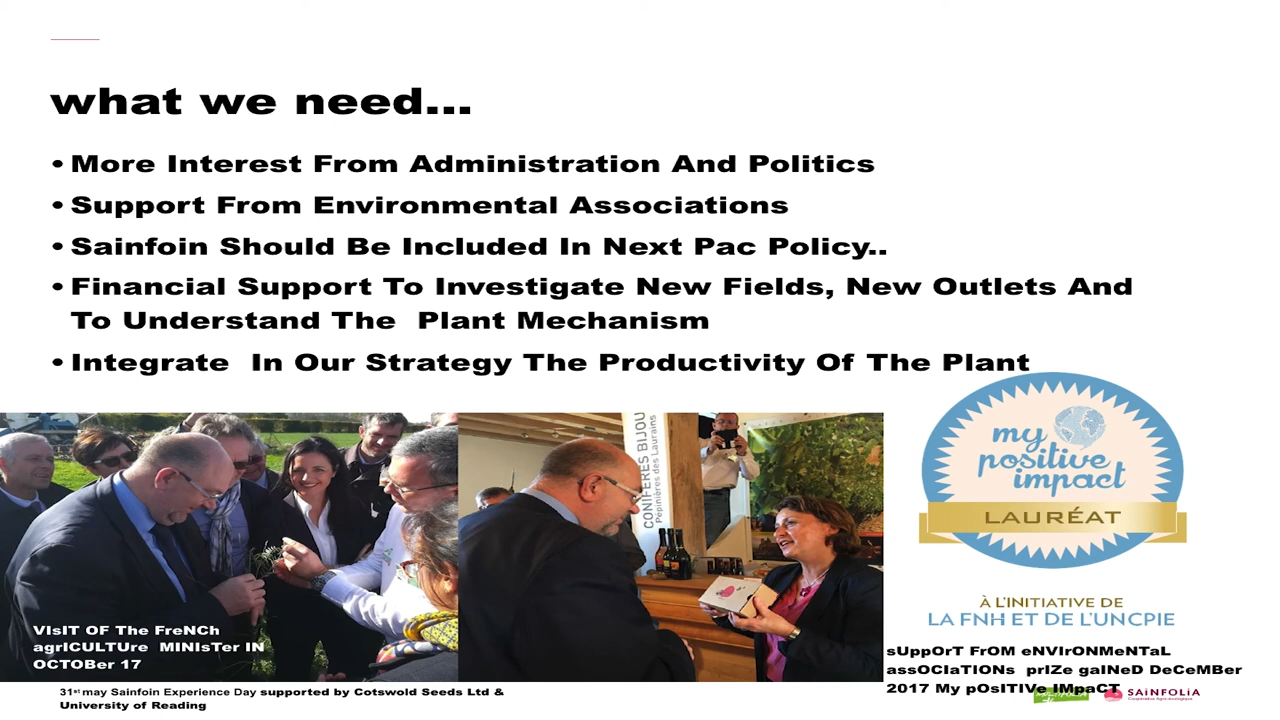 what we need...
• More Interest From Administration And Politics
• Support From Environmental Associations
• Sainfoin Should Be Included In Next Pac Policy..
• Financial Support To Investigate New Fields, New Outlets And
To Understand The Plant Mechanism
• Integrate In Our Strategy The Productivity Of The Plant
CONIFÈRES BIJOU
Pépinières des Laurains
my
positive
impact
LAURÉAT
À L'INITIATIVE DE
LA FNH ET DE L'UNCPIE
VIsIT OF The FreNCh
agrICULTUre MINIsTer IN
OCTOBer 17
sUppOrT FrOM eNVIrONMeNTaL
assOCIaTIONs prIZe gaINeD DeCeMBer
2017 My pOsITIVe IMpaCT
SAiNFOLiA
31st may Sainfoin Experience Day supported by Cotswold Seeds Ltd &
University of Reading